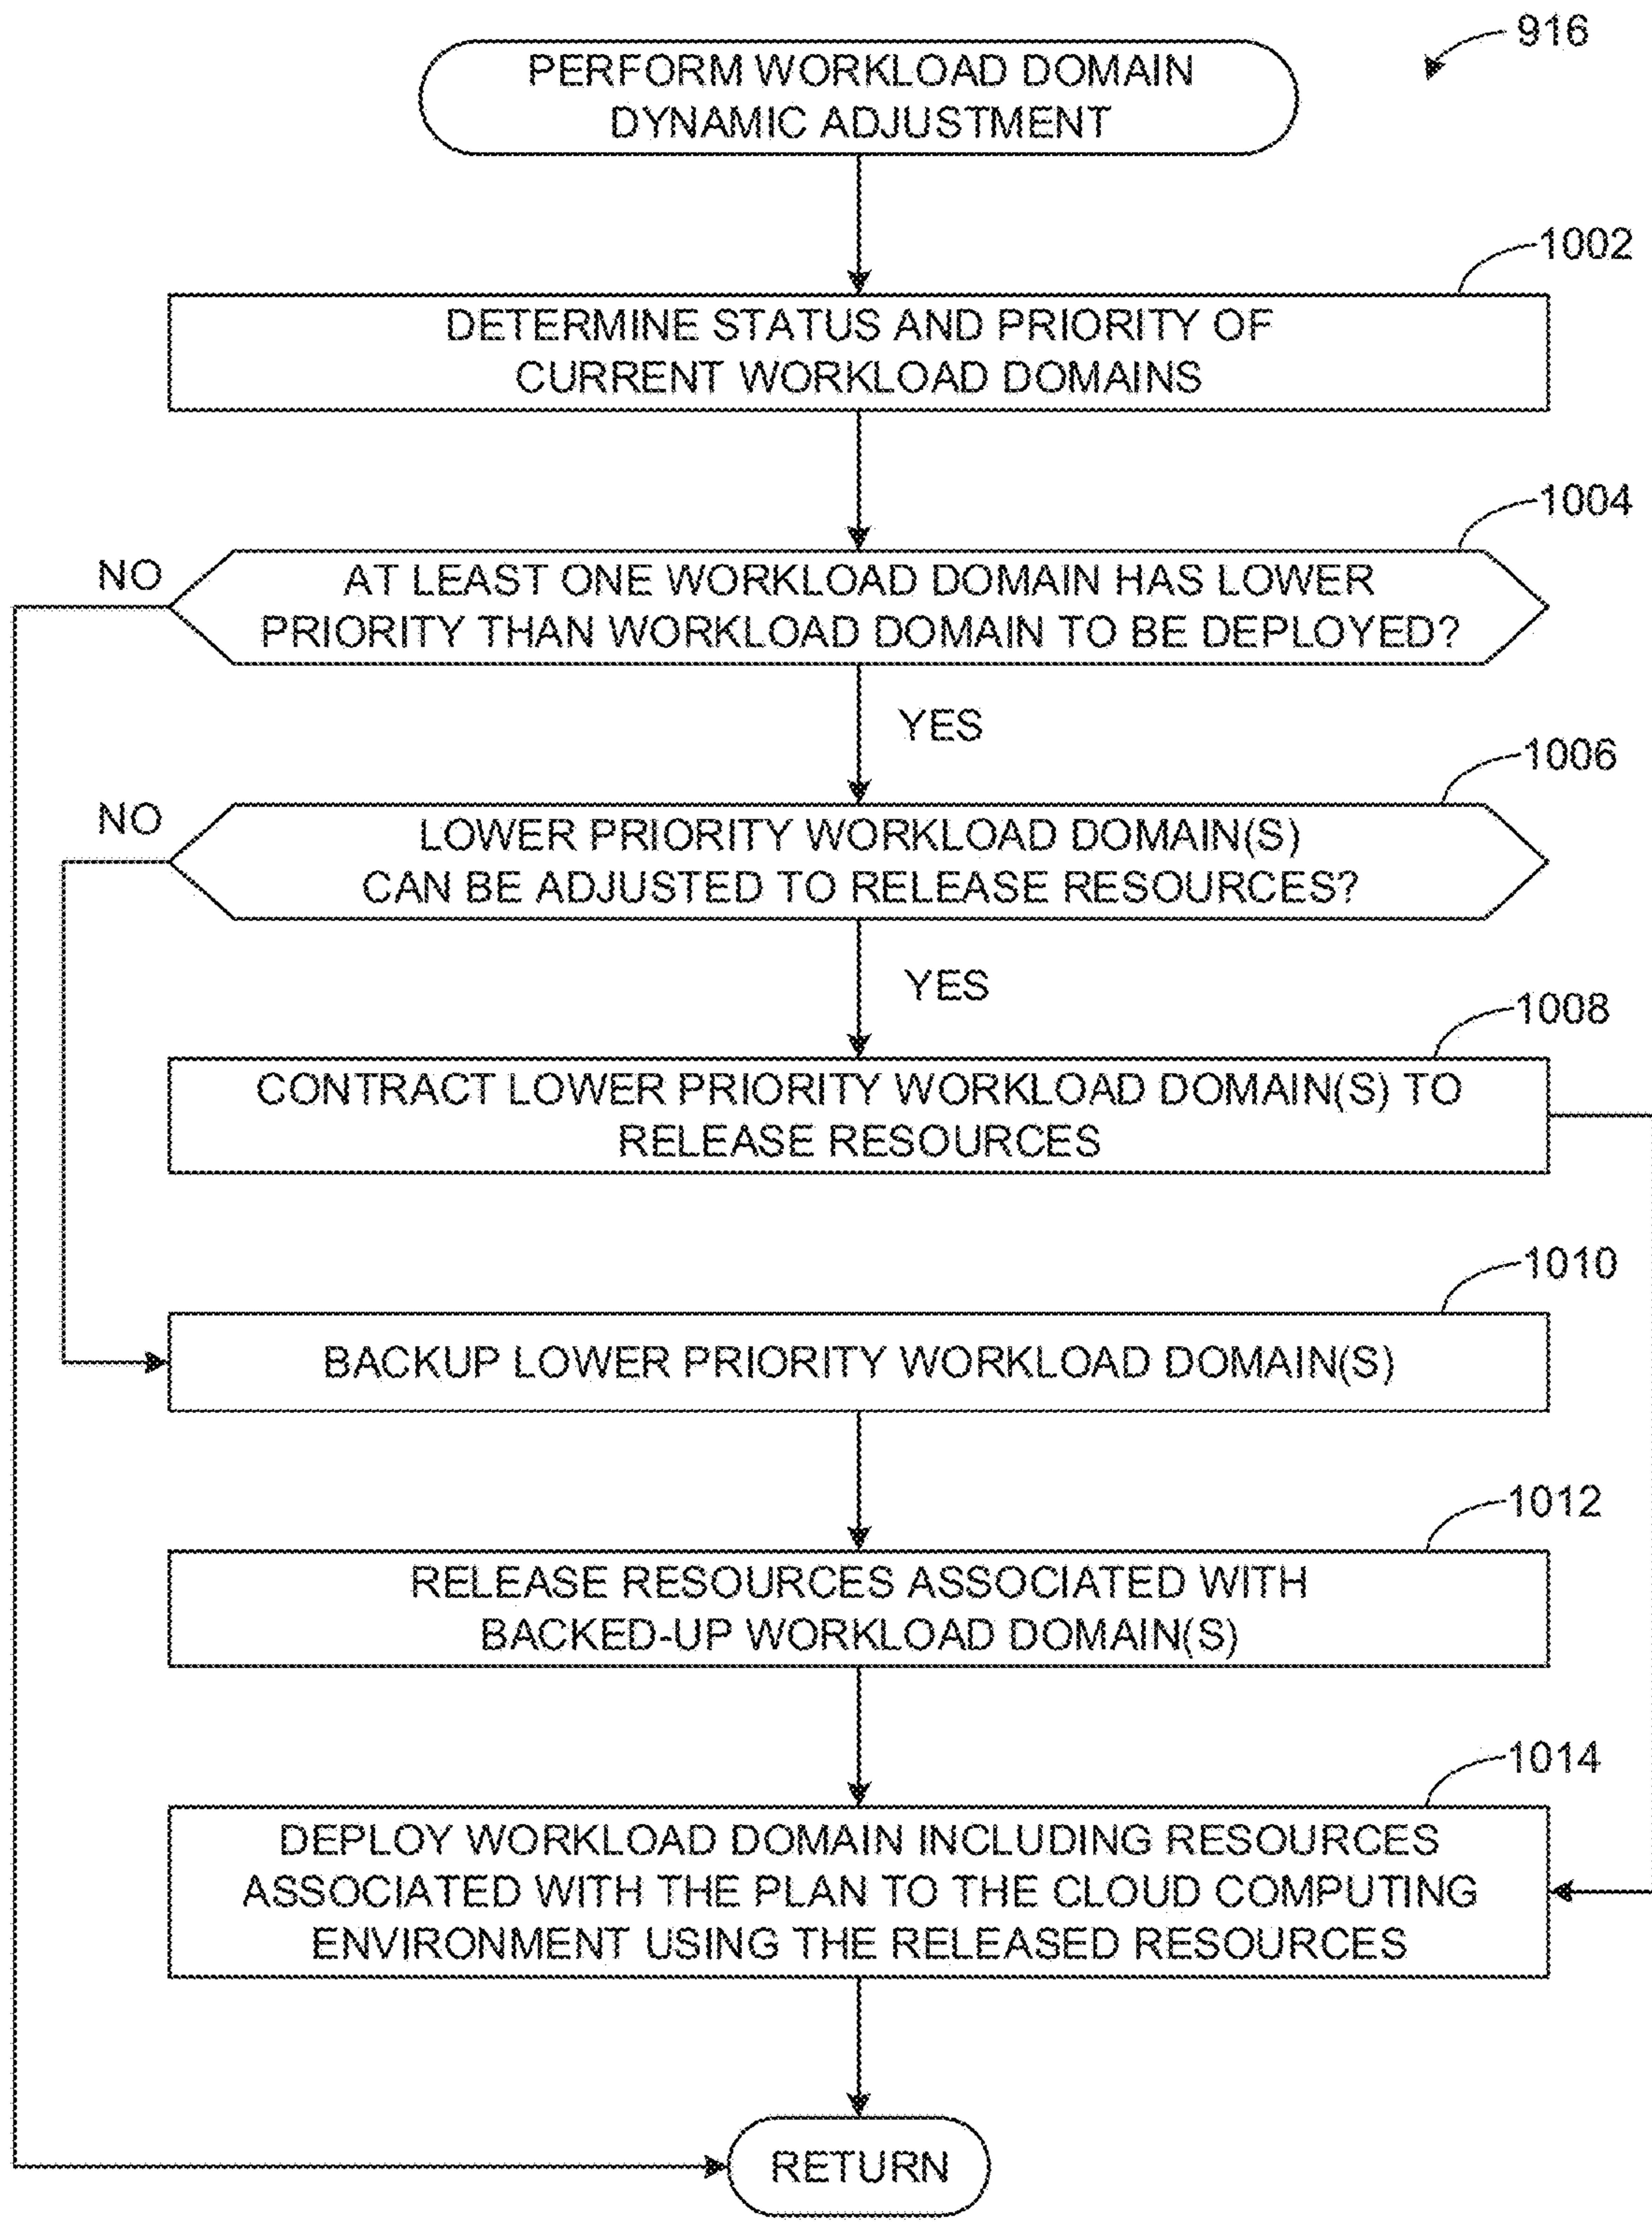 916
PERFORM WORKLOAD DOMAIN
DYNAMIC ADJUSTMENT
1002
DETERMINE STATUS AND PRIORITY OF
CURRENT WORKLOAD DOMAINS
1004
NO
AT LEAST ONE WORKLOAD DOMAIN HAS LOWER
PRIORITY THAN WORKLOAD DOMAIN TO BE DEPLOYED?
YES
1006
NO
LOWER PRIORITY WORKLOAD DOMAIN(S)
CAN BE ADJUSTED TO RELEASE RESOURCES?
YES
1008
CONTRACT LOWER PRIORITY WORKLOAD DOMAIN(S) TO
RELEASE RESOURCES
1010
BACKUP LOWER PRIORITY WORKLOAD DOMAIN(S)
1012
RELEASE RESOURCES ASSOCIATED WITH
BACKED-UP WORKLOAD DOMAIN(S)
1014
DEPLOY WORKLOAD DOMAIN INCLUDING RESOURCES
ASSOCIATED WITH THE PLAN TO THE CLOUD COMPUTING
ENVIRONMENT USING THE RELEASED RESOURCES
RETURN